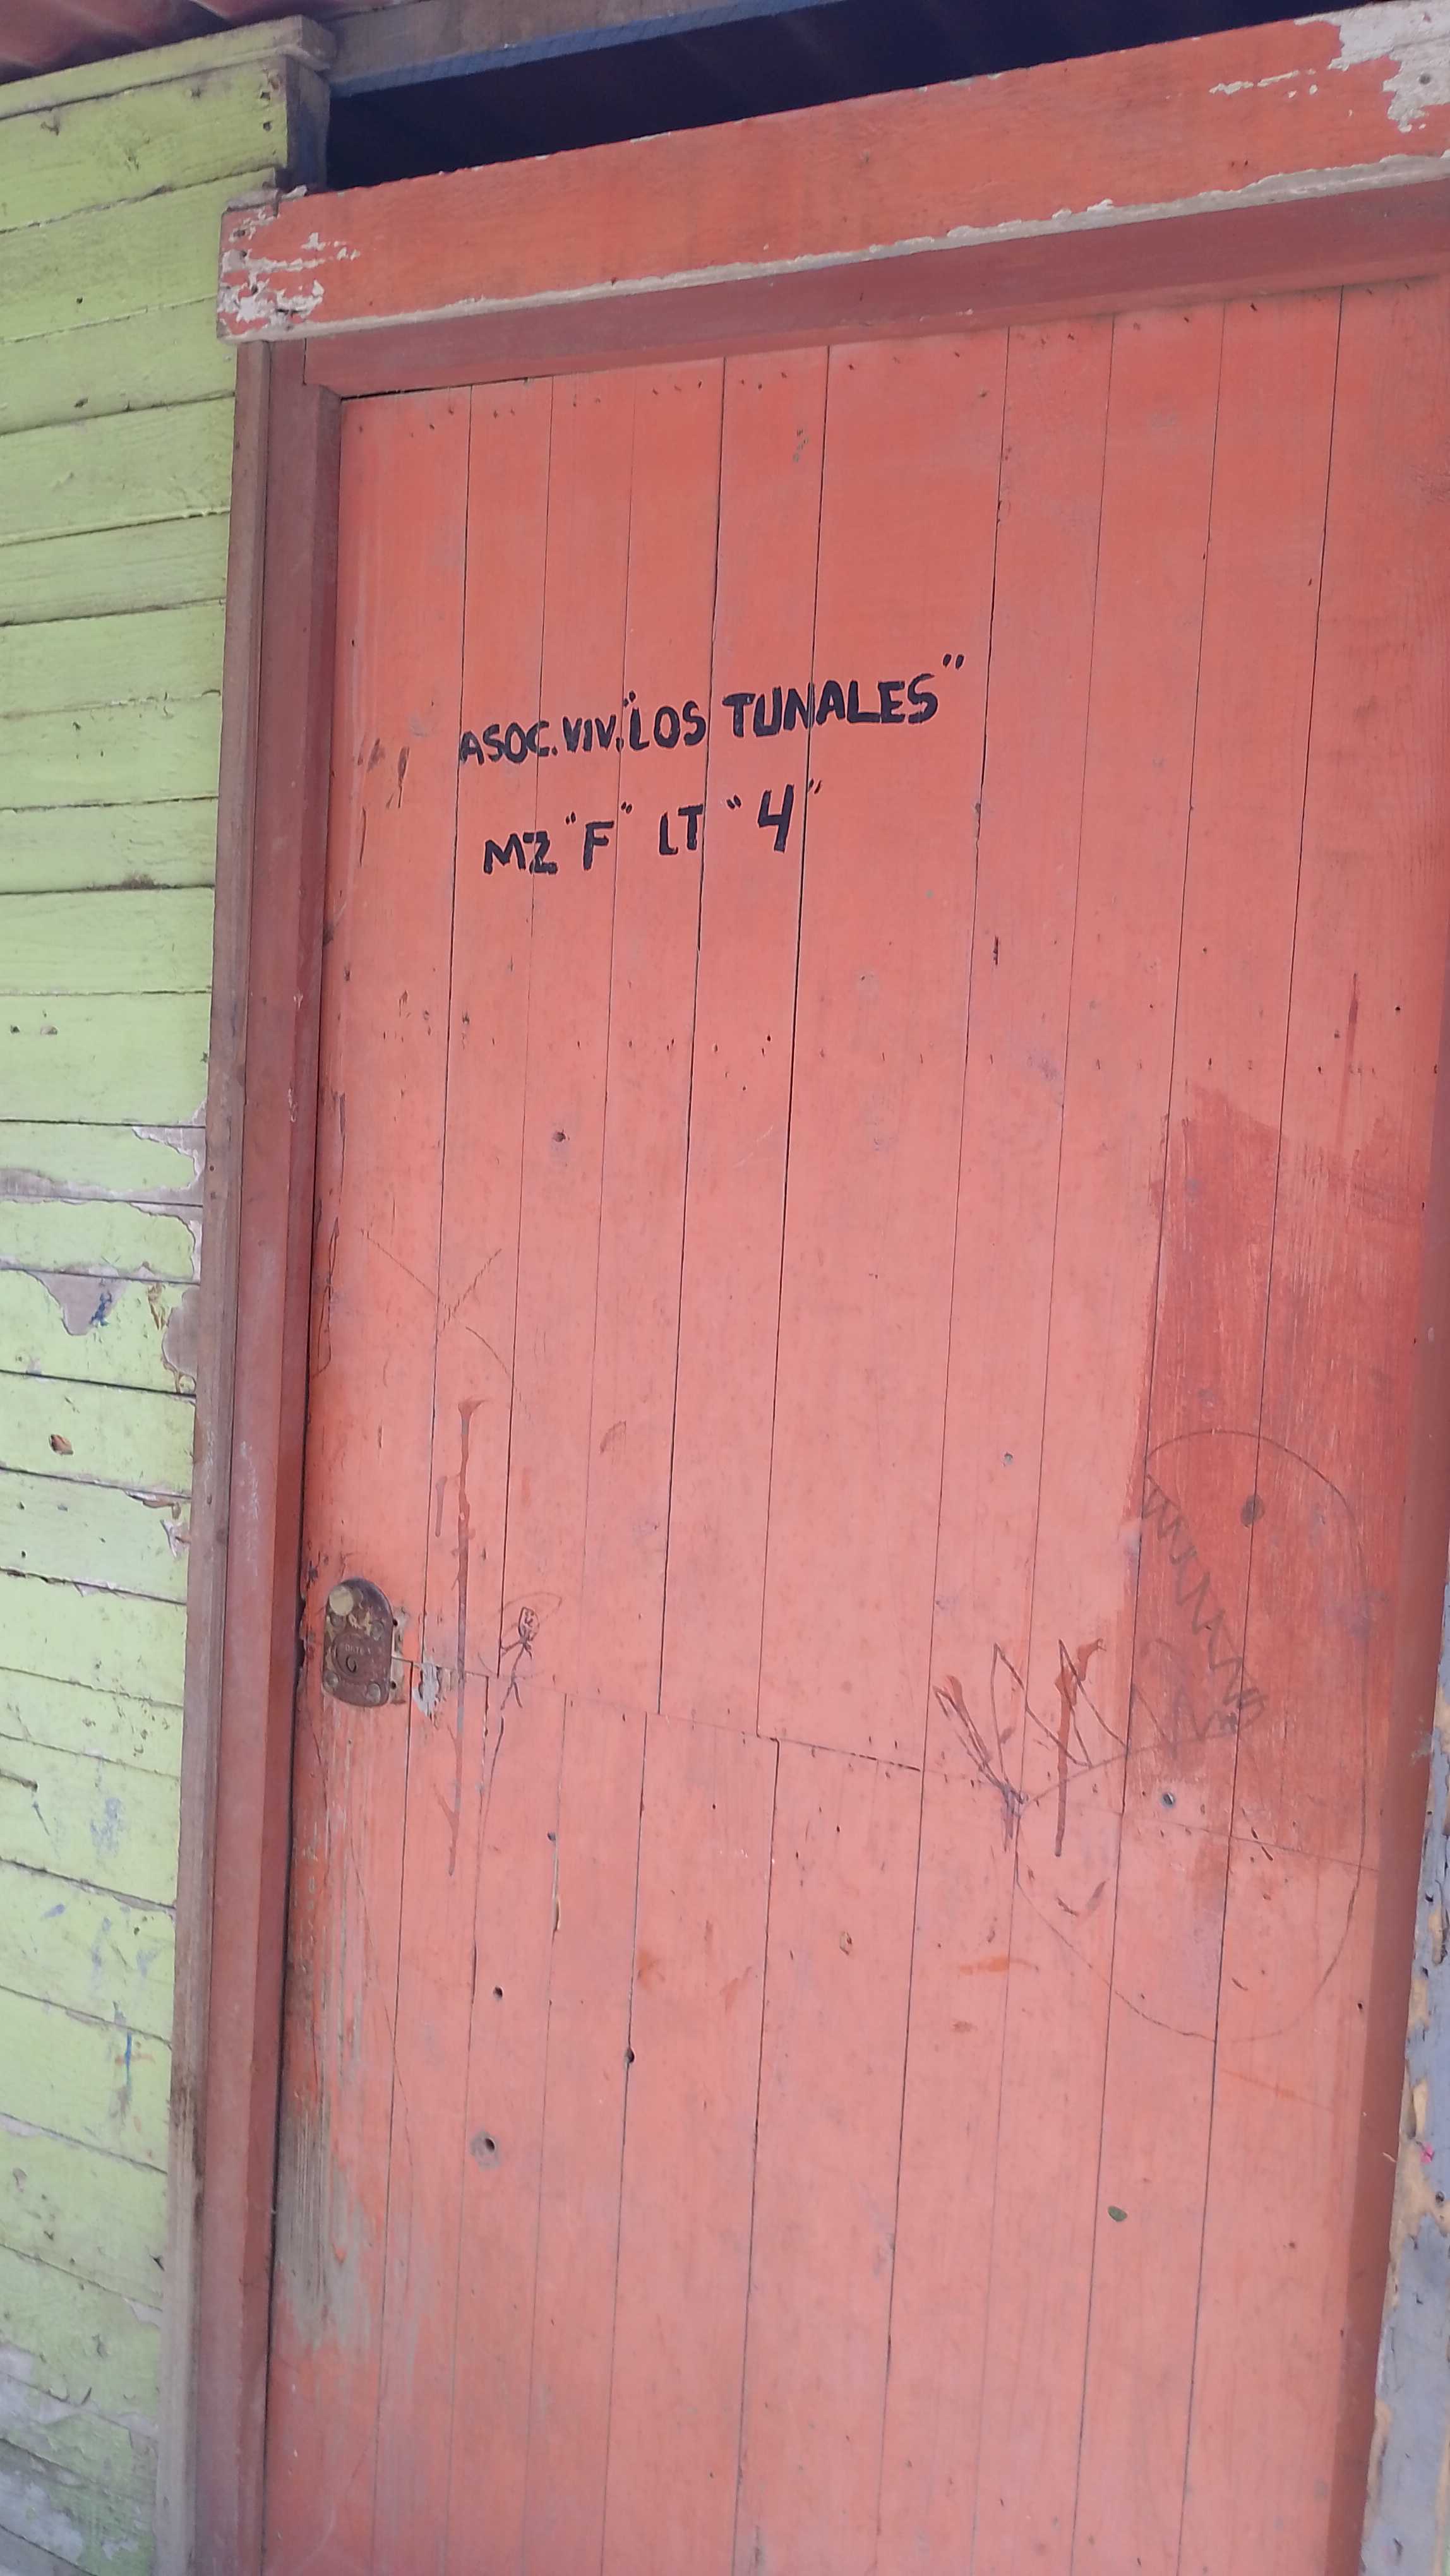 ASOC.VIV."LOS TUNALES"
MZ "F" LT "4"